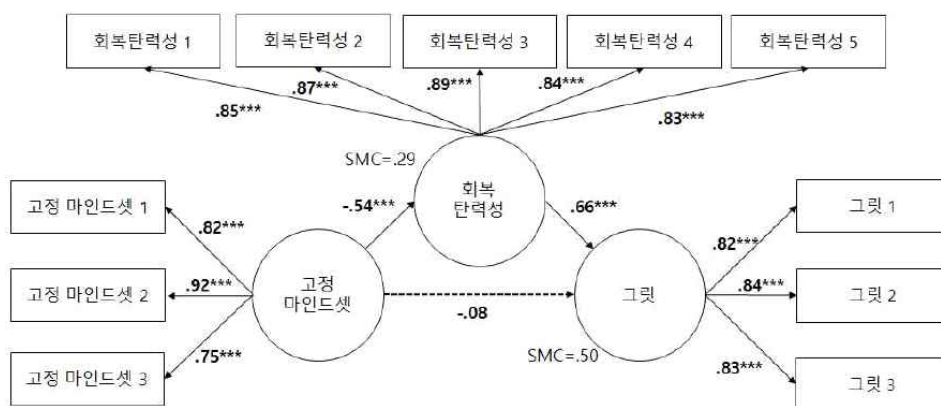 회복탄력성 1
회복탄력성 2
회복탄력성 3
회복탄력성 4
회복탄력성 5
.85***
.87***
.89***
.84***
.83***
SMC=.29
회복
탄력성
고정 마인드셋 1
고정 마인드셋 2
고정 마인드셋 3
.82***
.92***
.75***
-.54***
.66***
고정
마인드셋
-.08
그릿
SMC=.50
.82***
.84***
.83***
그릿 1
그릿 2
그릿 3